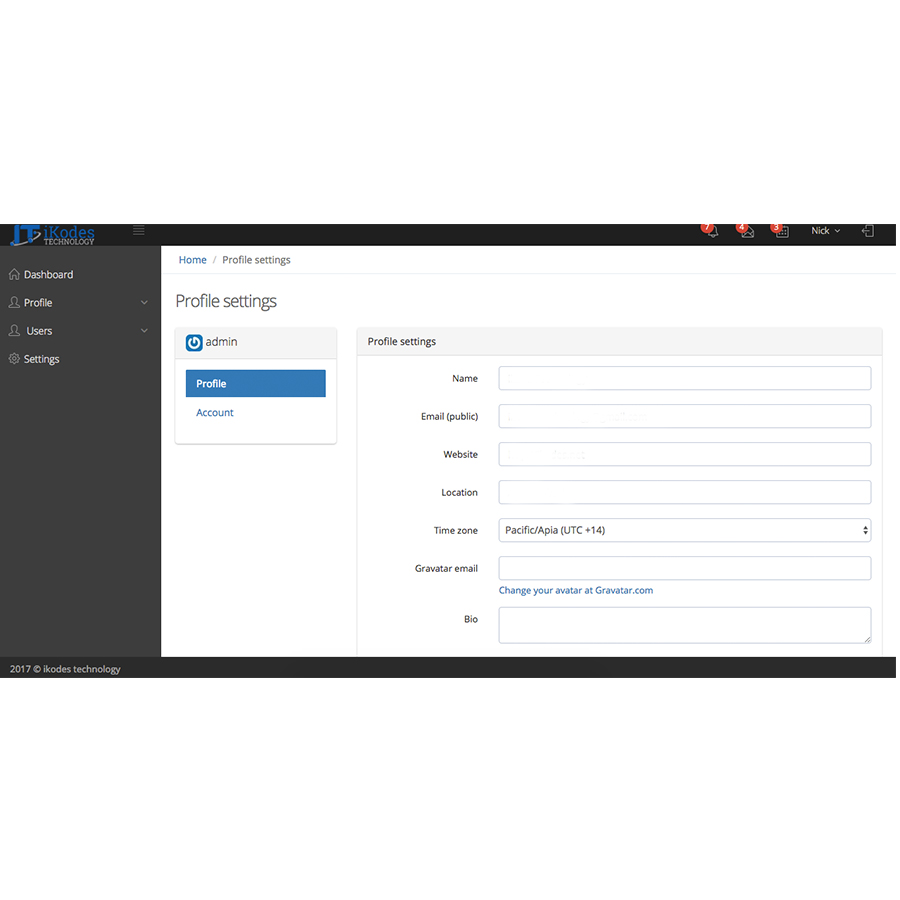 iKodes
TECHNOLOGY
7
4
3
Nick
Dashboard
Profile
Users
Settings
Home / Profile settings
Profile settings
admin
Profile
Account
Profile settings
Name
Email (public)
Website
Location
Time zone
Pacific/Apia (UTC +14)
Gravatar email
Change your avatar at Gravatar.com
Bio
2017 © ikodes technology